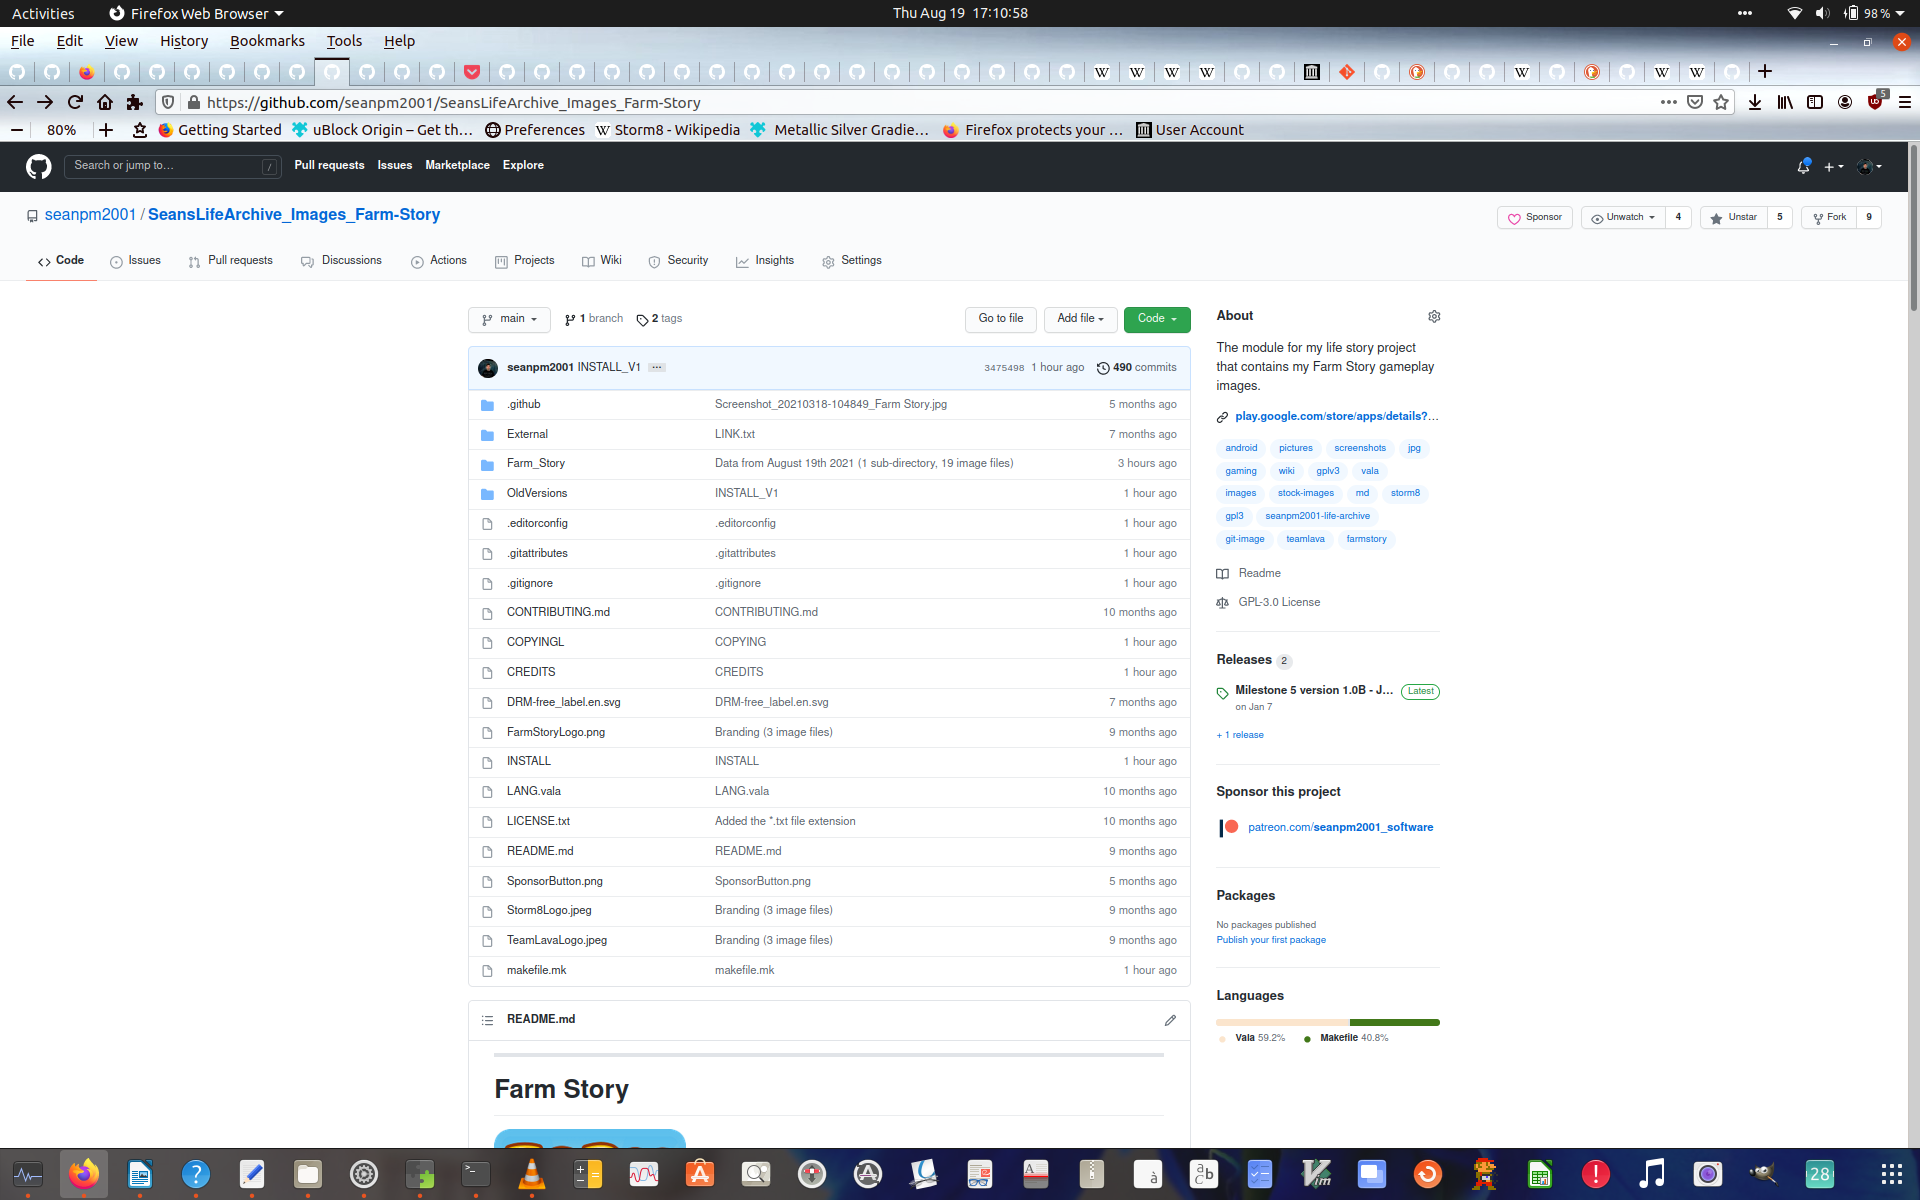 Activities Firefox Web Browser Thu Aug 19 17:10:58 98 %
File Edit View History Bookmarks Tools Help
https://github.com/seanpm2001/SeansLifeArchive_Images_Farm-Story 5
80% Getting Started uBlock Origin – Get th… Preferences Storm8 - Wikipedia Metallic Silver Gradie… Firefox protects your … User Account
Search or jump to… / Pull requests Issues Marketplace Explore
seanpm2001 / SeansLifeArchive_Images_Farm-Story Sponsor Unwatch 4 Unstar 5 Fork 9
Code Issues Pull requests Discussions Actions Projects Wiki Security Insights Settings
main 1 branch 2 tags Go to file Add file Code
seanpm2001 INSTALL_V1 … 3475498 1 hour ago 490 commits
.github Screenshot_20210318-104849_Farm Story.jpg 5 months ago
External LINK.txt 7 months ago
Farm_Story Data from August 19th 2021 (1 sub-directory, 19 image files) 3 hours ago
OldVersions INSTALL_V1 1 hour ago
.editorconfig .editorconfig 1 hour ago
.gitattributes .gitattributes 1 hour ago
.gitignore .gitignore 1 hour ago
CONTRIBUTING.md CONTRIBUTING.md 10 months ago
COPYINGL COPYING 1 hour ago
CREDITS CREDITS 1 hour ago
DRM-free_label.en.svg DRM-free_label.en.svg 7 months ago
FarmStoryLogo.png Branding (3 image files) 9 months ago
INSTALL INSTALL 1 hour ago
LANG.vala LANG.vala 10 months ago
LICENSE.txt Added the *.txt file extension 10 months ago
README.md README.md 9 months ago
SponsorButton.png SponsorButton.png 5 months ago
Storm8Logo.jpeg Branding (3 image files) 9 months ago
TeamLavaLogo.jpeg Branding (3 image files) 9 months ago
makefile.mk makefile.mk 1 hour ago
README.md
Farm Story
About
The module for my life story project
that contains my Farm Story gameplay
images.
play.google.com/store/apps/details?…
android pictures screenshots jpg
gaming wiki gplv3 vala
images stock-images md storm8
gpl3 seanpm2001-life-archive
git-image teamlava farmstory
Readme
GPL-3.0 License
Releases 2
Milestone 5 version 1.0B - J… Latest
on Jan 7
+ 1 release
Sponsor this project
patreon.com/seanpm2001_software
Packages
No packages published
Publish your first package
Languages
Vala 59.2% Makefile 40.8%
28